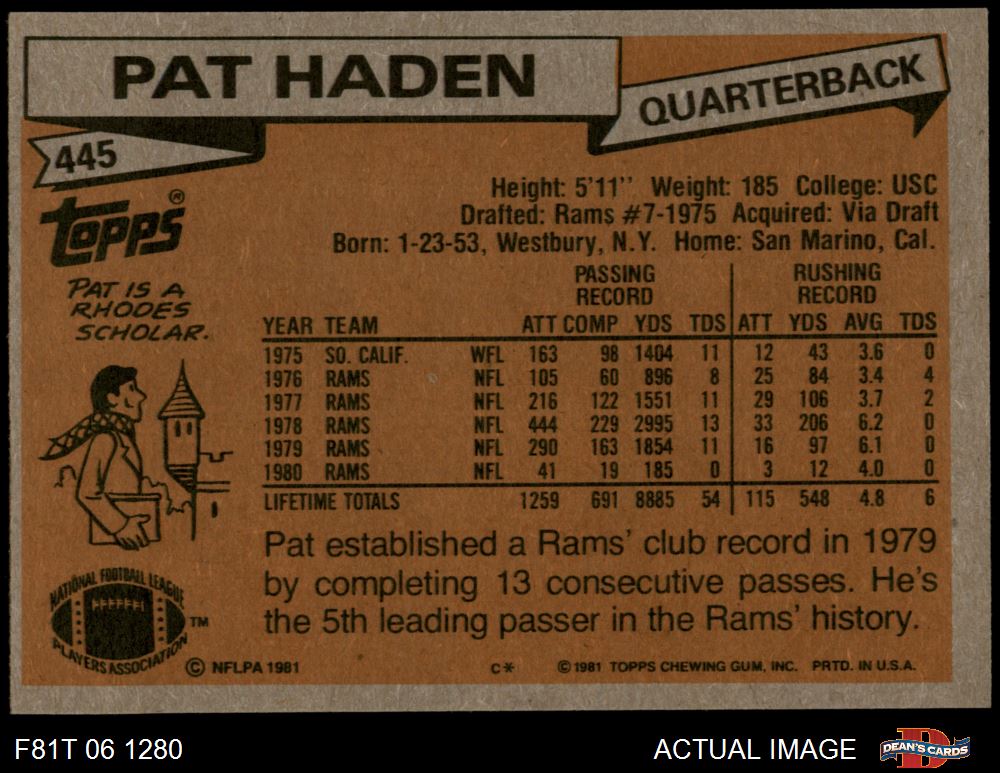 PAT HADEN
QUARTERBACK
445
Topps®
Height: 5'11'' Weight: 185 College: USC
Drafted: Rams #7-1975 Acquired: Via Draft
Born: 1-23-53, Westbury, N.Y. Home: San Marino, Cal.
PAT IS A
RHODES
SCHOLAR.
PASSING RECORD RUSHING RECORD
YEAR TEAM ATT COMP YDS TDS ATT YDS AVG TDS
1975 SO. CALIF. WFL 163 98 1404 11 12 43 3.6 0
1976 RAMS NFL 105 60 896 8 25 84 3.4 4
1977 RAMS NFL 216 122 1551 11 29 106 3.7 2
1978 RAMS NFL 444 229 2995 13 33 206 6.2 0
1979 RAMS NFL 290 163 1854 11 16 97 6.1 0
1980 RAMS NFL 41 19 185 0 3 12 4.0 0
LIFETIME TOTALS 1259 691 8885 54 115 548 4.8 6
Pat established a Rams' club record in 1979
by completing 13 consecutive passes. He's
the 5th leading passer in the Rams' history.
NATIONAL FOOTBALL LEAGUE
PLAYERS ASSOCIATION
TM
© NFLPA 1981 C* © 1981 TOPPS CHEWING GUM, INC. PRTD. IN U.S.A.
F81T 06 1280 ACTUAL IMAGE DEAN'S CARDS